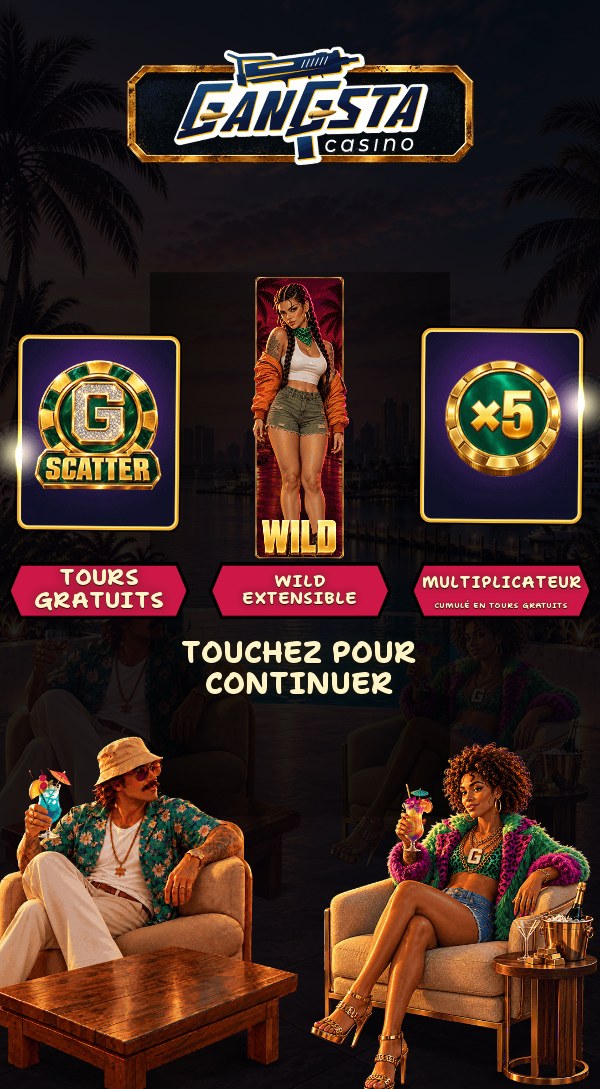 GANGSTA
casino
G
SCATTER
WILD
×5
TOURS
GRATUITS
WILD
EXTENSIBLE
MULTIPLICATEUR
CUMULÉ EN TOURS GRATUITS
TOUCHEZ POUR
CONTINUER
G